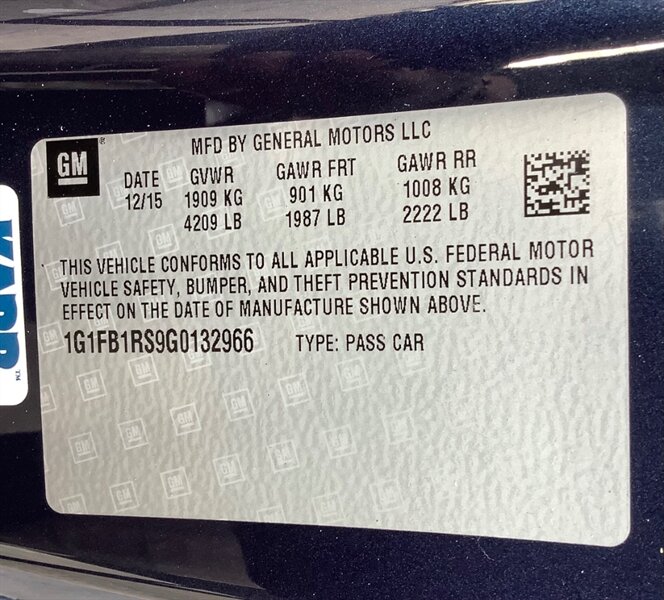 GM
MFD BY GENERAL MOTORS LLC
DATE GVWR GAWR FRT GAWR RR
12/15 1909 KG 901 KG 1008 KG
4209 LB 1987 LB 2222 LB
THIS VEHICLE CONFORMS TO ALL APPLICABLE U.S. FEDERAL MOTOR
VEHICLE SAFETY, BUMPER, AND THEFT PREVENTION STANDARDS IN
EFFECT ON THE DATE OF MANUFACTURE SHOWN ABOVE.
1G1FB1RS9G0132966 TYPE: PASS CAR